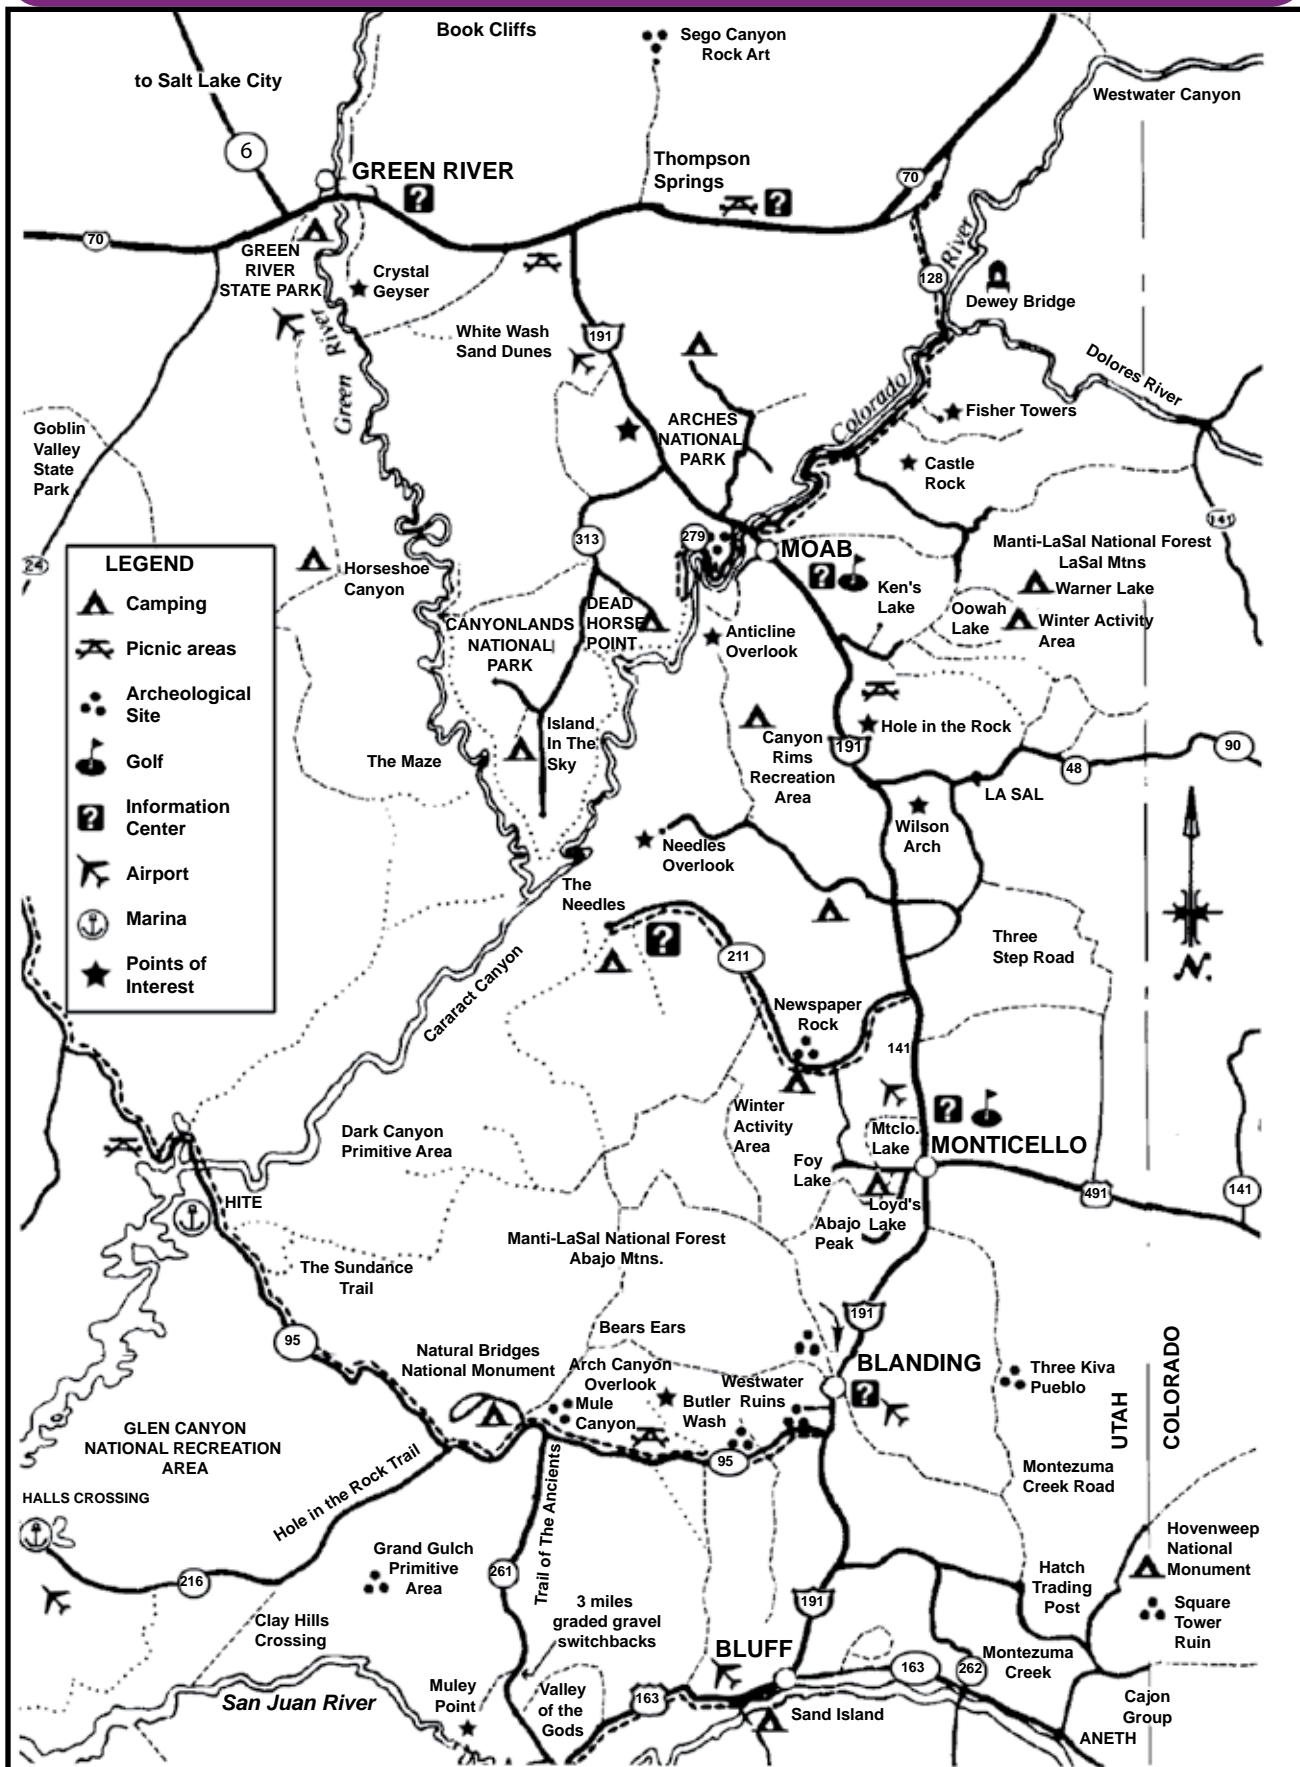 Book Cliffs
Sego Canyon
Rock Art
to Salt Lake City
Westwater Canyon
6
GREEN RIVER
?
Thompson
Springs
?
70
70
GREEN
RIVER
STATE PARK
Crystal
Geyser
River
128
Dewey Bridge
White Wash
Sand Dunes
191
Green River
Dolores River
Colorado
Fisher Towers
Goblin
Valley
State
Park
ARCHES
NATIONAL
PARK
Castle
Rock
141
313
279
MOAB
?
Manti-LaSal National Forest
LaSal Mtns
Warner Lake
24
Horseshoe
Canyon
Ken's
Lake
Oowah
Lake
Winter Activity
Area
LEGEND
Camping
Picnic areas
Archeological
Site
Golf
?
Information
Center
Airport
Marina
Points of
Interest
CANYONLANDS
NATIONAL
PARK
DEAD
HORSE
POINT
Anticline
Overlook
Island
In The
Sky
Canyon
Rims
Recreation
Area
Hole in the Rock
191
90
48
The Maze
LA SAL
Wilson
Arch
Needles
Overlook
The
Needles
?
211
Three
Step Road
N.
Cararact Canyon
Newspaper
Rock
141
Winter
Activity
Area
?
Mtclo.
Lake
MONTICELLO
Dark Canyon
Primitive Area
Foy
Lake
491
141
HITE
Loyd's
Lake
Abajo
Peak
Manti-LaSal National Forest
Abajo Mtns.
The Sundance
Trail
191
95
Bears Ears
Natural Bridges
National Monument
Arch Canyon
Overlook
BLANDING
?
Mule
Canyon
Butler
Wash
Westwater
Ruins
Three Kiva
Pueblo
UTAH
COLORADO
GLEN CANYON
NATIONAL RECREATION
AREA
95
Hole in the Rock Trail
Trail of The Ancients
Montezuma
Creek Road
HALLS CROSSING
Hovenweep
National
Monument
Grand Gulch
Primitive
Area
261
216
Hatch
Trading
Post
3 miles
graded gravel
switchbacks
191
Square
Tower
Ruin
Clay Hills
Crossing
BLUFF
163
262
Montezuma
Creek
San Juan River
Muley
Point
Valley
of the
Gods
163
Sand Island
Cajon
Group
ANETH